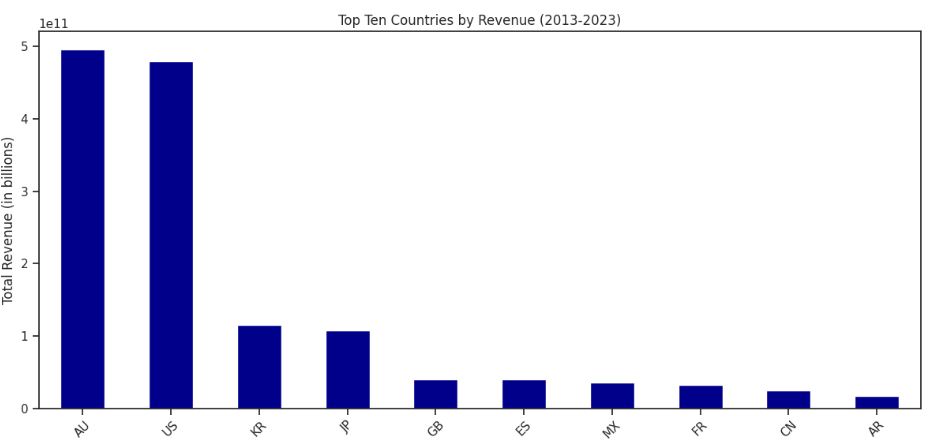 Top Ten Countries by Revenue (2013-2023)
1e11
Total Revenue (in billions)
5
4
3
2
1
0
AU
US
KR
JP
GB
ES
MX
FR
CN
AR